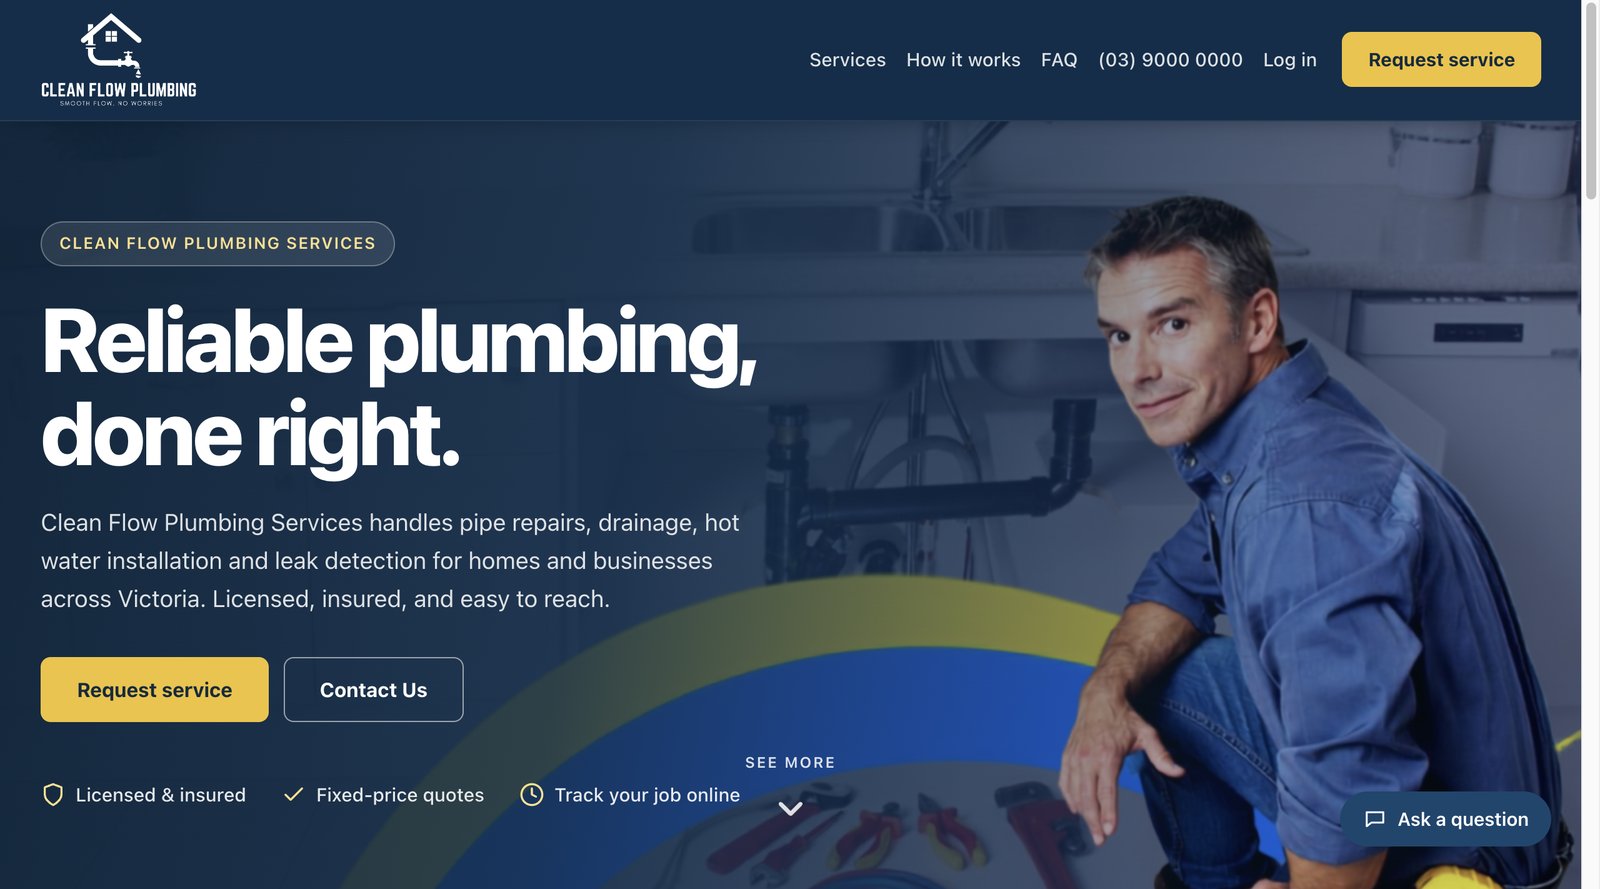 CLEAN FLOW PLUMBING
SMOOTH FLOW, NO WORRIES
Services
How it works
FAQ
(03) 9000 0000
Log in
Request service
CLEAN FLOW PLUMBING SERVICES
Reliable plumbing,
done right.
Clean Flow Plumbing Services handles pipe repairs, drainage, hot
water installation and leak detection for homes and businesses
across Victoria. Licensed, insured, and easy to reach.
Request service
Contact Us
SEE MORE
Licensed & insured
Fixed-price quotes
Track your job online
Ask a question